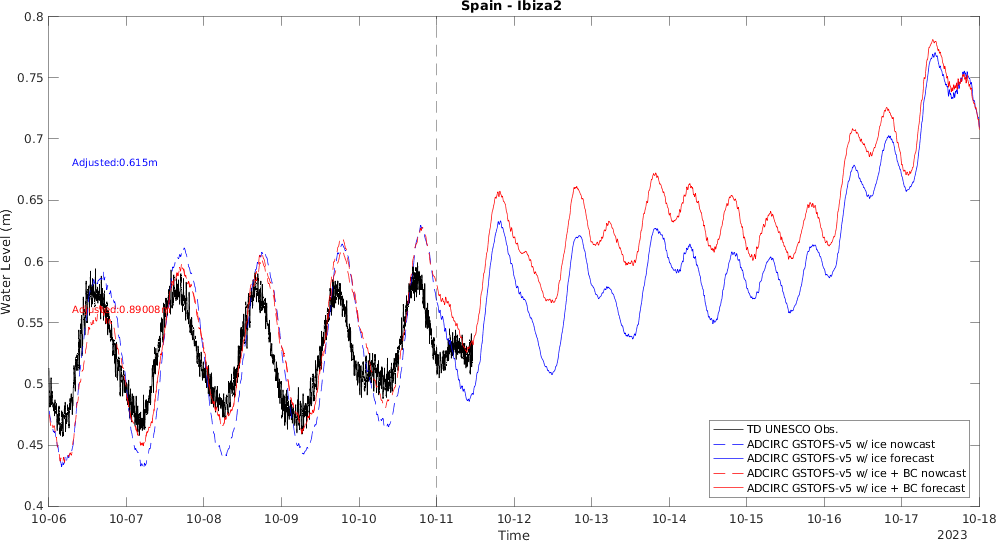 Spain - Ibiza2
0.8
0.75
0.7
0.65
0.6
0.55
0.5
0.45
0.4
Water Level (m)
Adjusted:0.615m
Adjusted:0.89008m
TD UNESCO Obs.
ADCIRC GSTOFS-v5 w/ ice nowcast
ADCIRC GSTOFS-v5 w/ ice forecast
ADCIRC GSTOFS-v5 w/ ice + BC nowcast
ADCIRC GSTOFS-v5 w/ ice + BC forecast
10-06 10-07 10-08 10-09 10-10 10-11 10-12 10-13 10-14 10-15 10-16 10-17 10-18
Time
2023